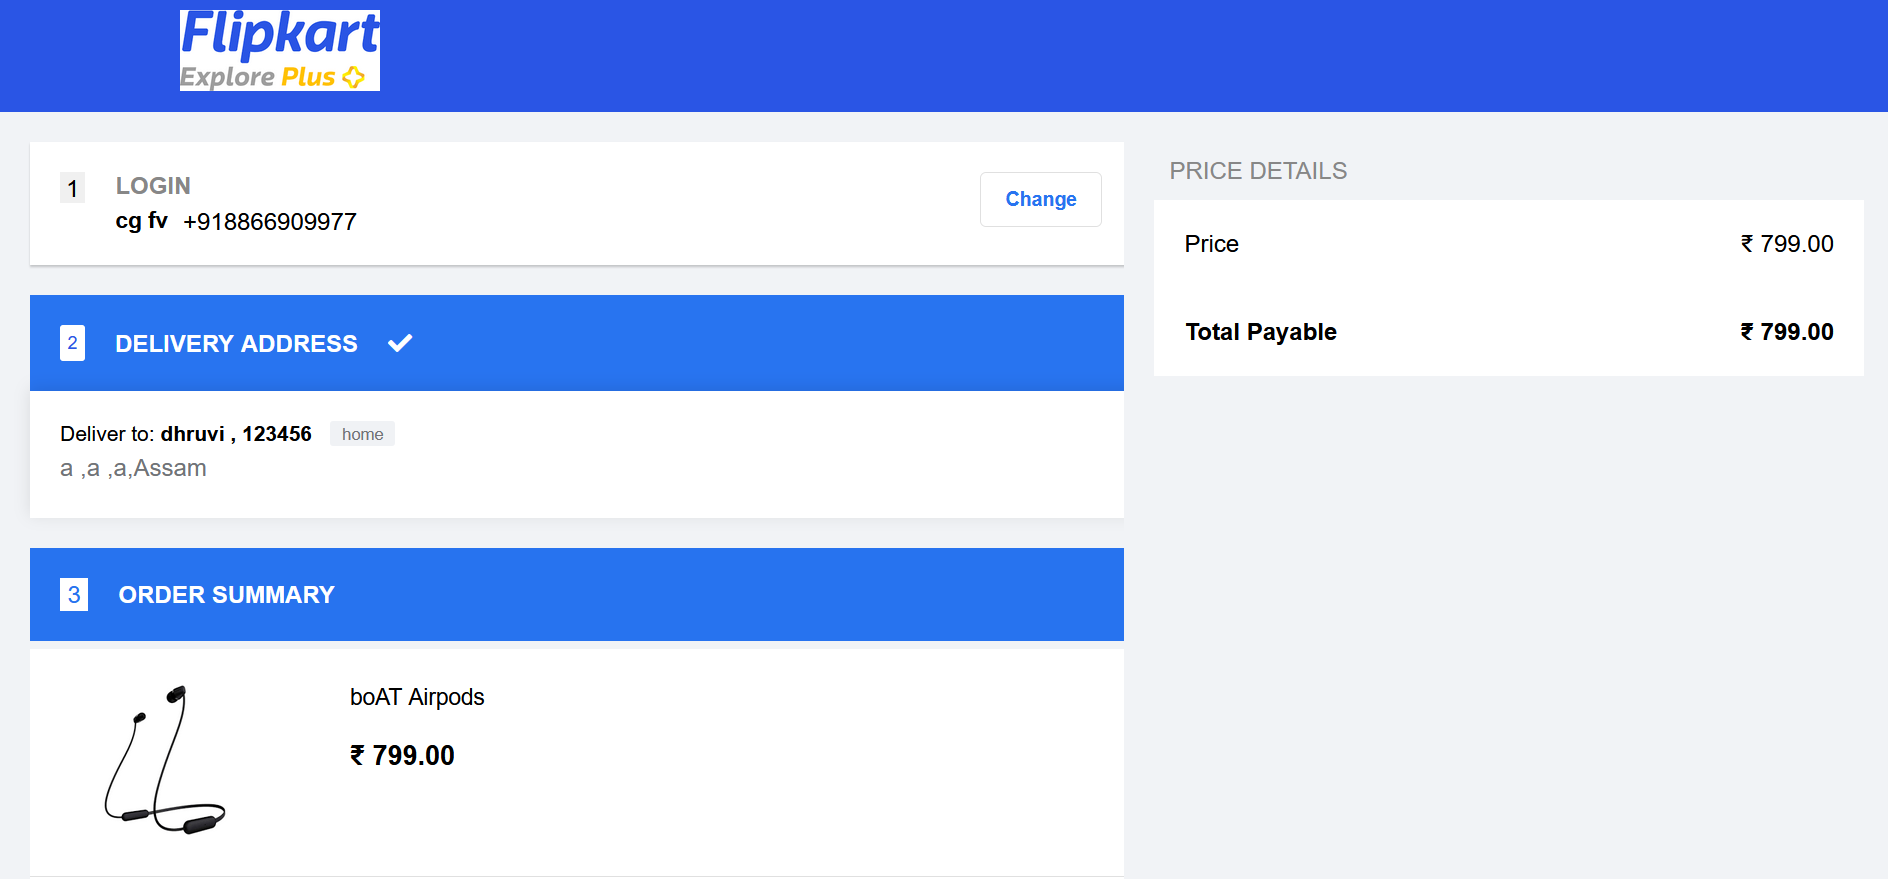 Flipkart
Explore Plus
1 LOGIN
cg fv +918866909977
Change
2 DELIVERY ADDRESS
Deliver to: dhruvi , 123456 home
a ,a ,a,Assam
3 ORDER SUMMARY
boAT Airpods
₹ 799.00
PRICE DETAILS
Price ₹ 799.00
Total Payable ₹ 799.00